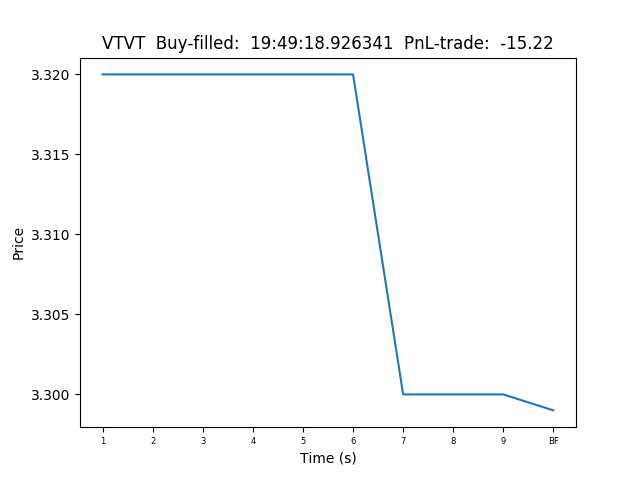 VTVT  Buy-filled:  19:49:18.926341  PnL-trade:  -15.22
Price
3.320
3.315
3.310
3.305
3.300
1 2 3 4 5 6 7 8 9 BF
Time (s)